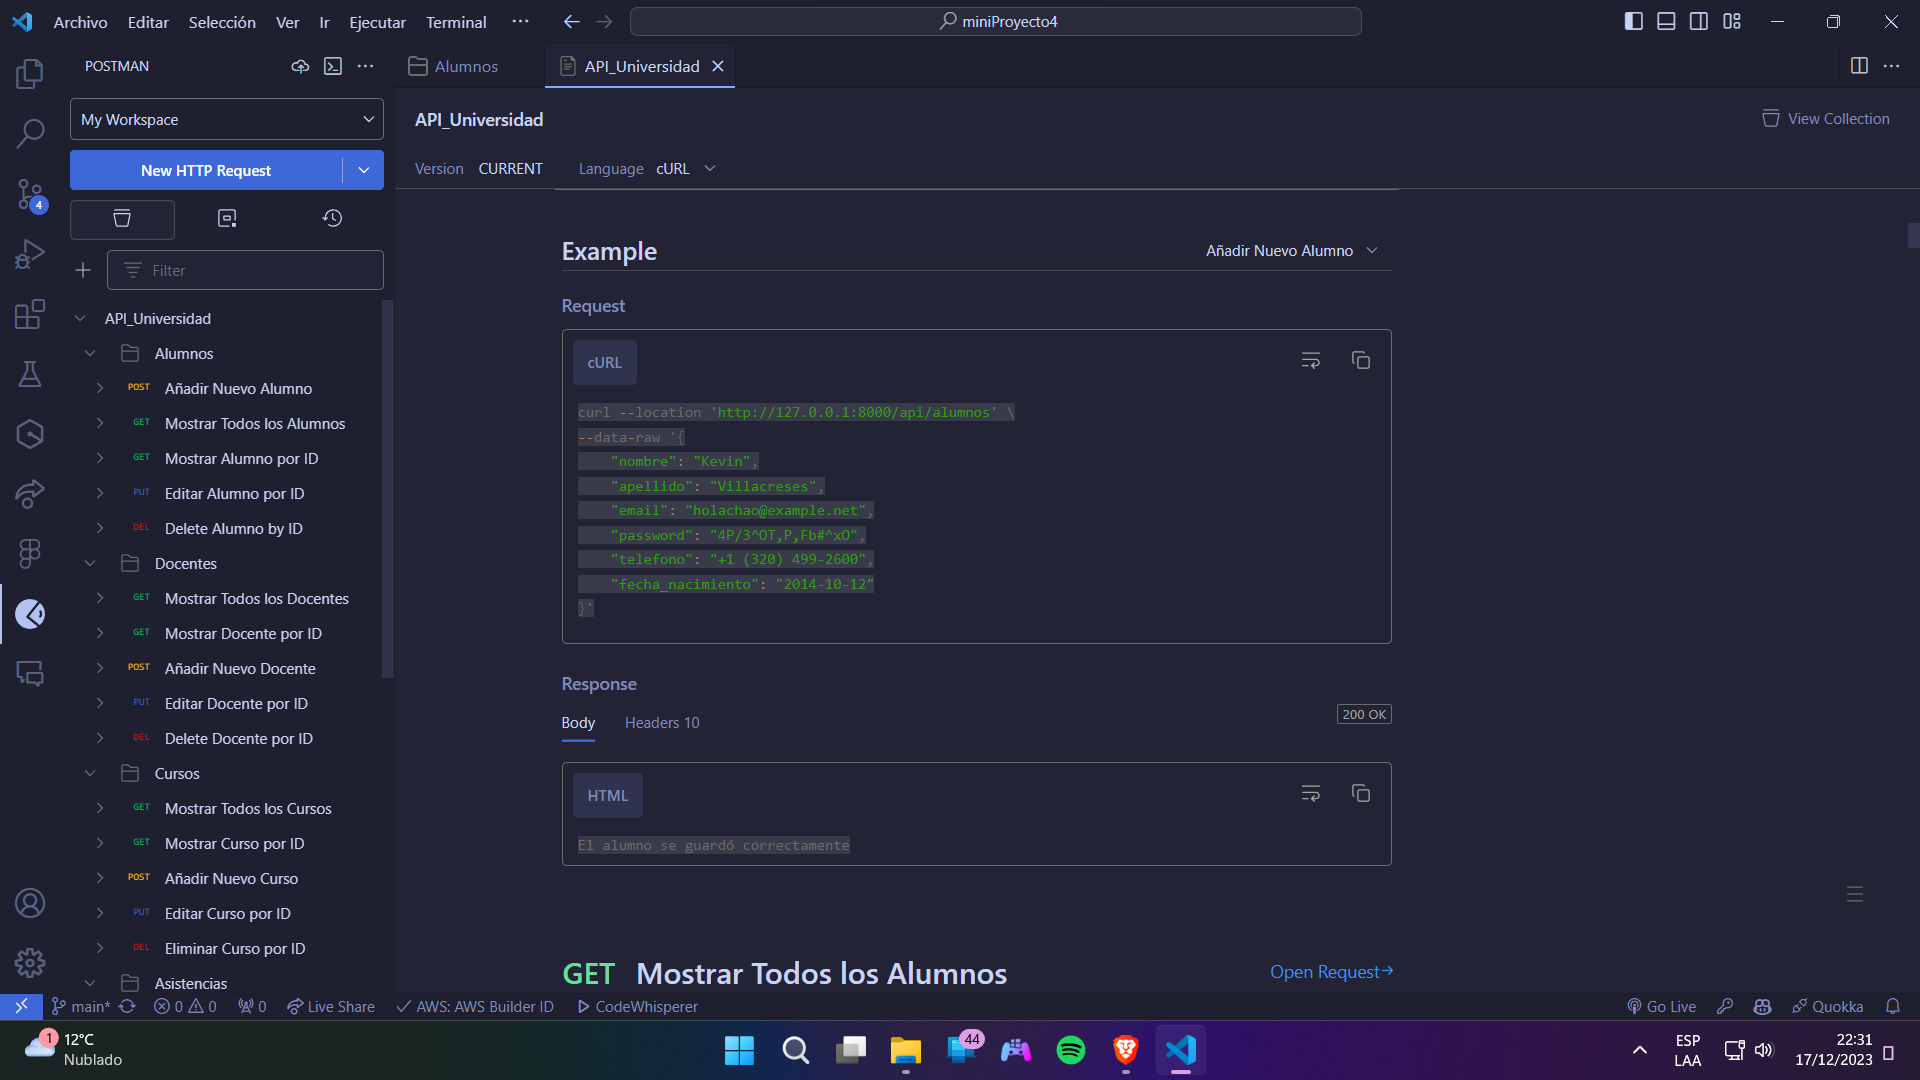 Archivo Editar Selección Ver Ir Ejecutar Terminal ··· miniProyecto4
POSTMAN
My Workspace
New HTTP Request
4
Filter
API_Universidad
Alumnos
POST Añadir Nuevo Alumno
GET Mostrar Todos los Alumnos
GET Mostrar Alumno por ID
PUT Editar Alumno por ID
DEL Delete Alumno by ID
Docentes
GET Mostrar Todos los Docentes
GET Mostrar Docente por ID
POST Añadir Nuevo Docente
PUT Editar Docente por ID
DEL Delete Docente por ID
Cursos
GET Mostrar Todos los Cursos
GET Mostrar Curso por ID
POST Añadir Nuevo Curso
PUT Editar Curso por ID
DEL Eliminar Curso por ID
Asistencias
Alumnos API_Universidad
API_Universidad View Collection
Version CURRENT Language cURL
Example Añadir Nuevo Alumno
Request
cURL
curl --location 'http://127.0.0.1:8000/api/alumnos' \
--data-raw '{
"nombre": "Kevin",
"apellido": "Villacreses",
"email": "holachao@example.net",
"password": "4P/3^OT,P,Fb#^xO",
"telefono": "+1 (320) 499-2600",
"fecha_nacimiento": "2014-10-12"
}'
Response
Body Headers 10 200 OK
HTML
El alumno se guardó correctamente
GET Mostrar Todos los Alumnos Open Request→
main* 0 0 0 Live Share AWS: AWS Builder ID CodeWhisperer Go Live Quokka
1 12°C
Nublado
44
ESP
LAA
22:31
17/12/2023